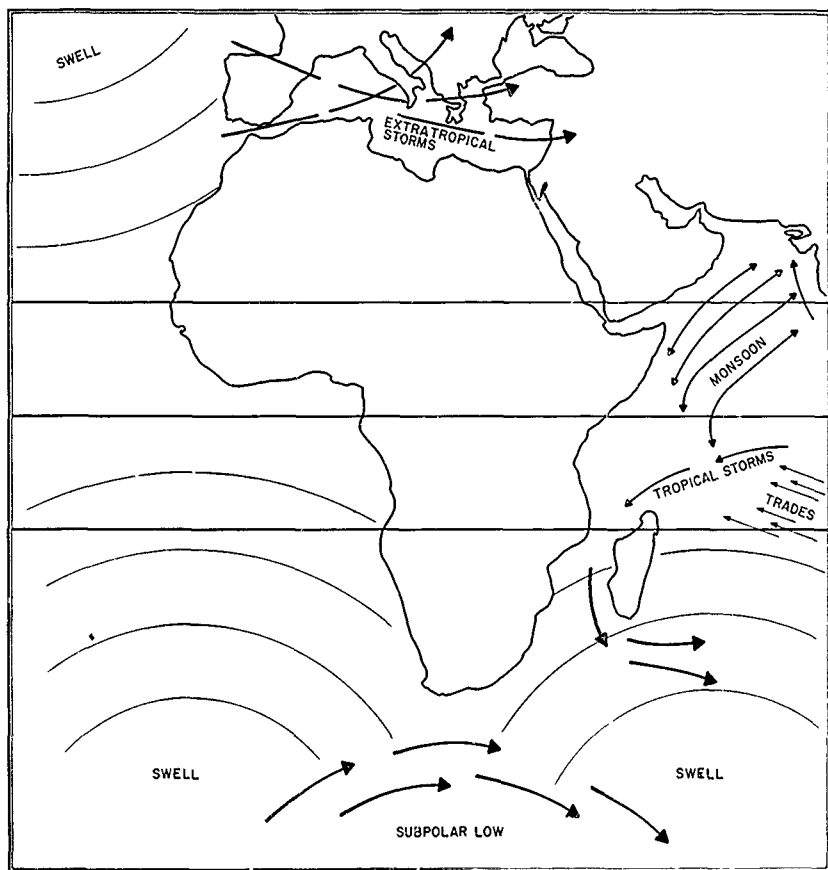 SWELL
EXTRATROPICAL
STORMS
MONSOON
TROPICAL STORMS
TRADES
SWELL
SWELL
SUBPOLAR LOW